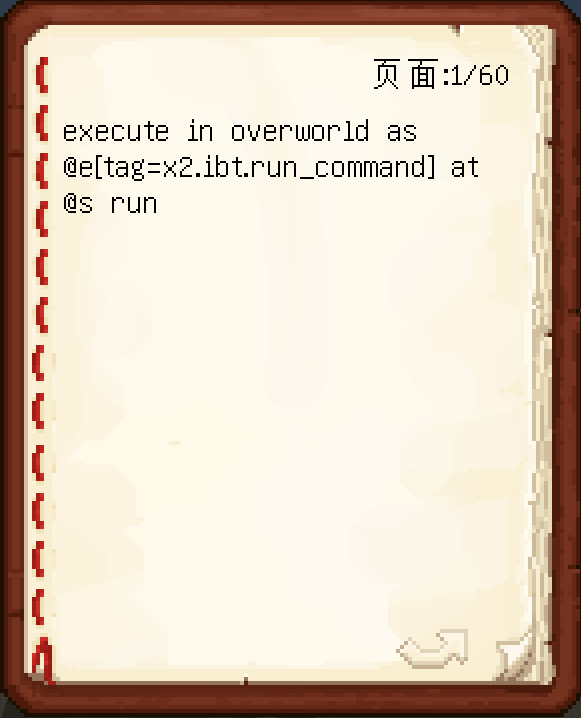 页面:1/60
execute in overworld as
@e[tag=x2.ibt.run_command] at
@s run